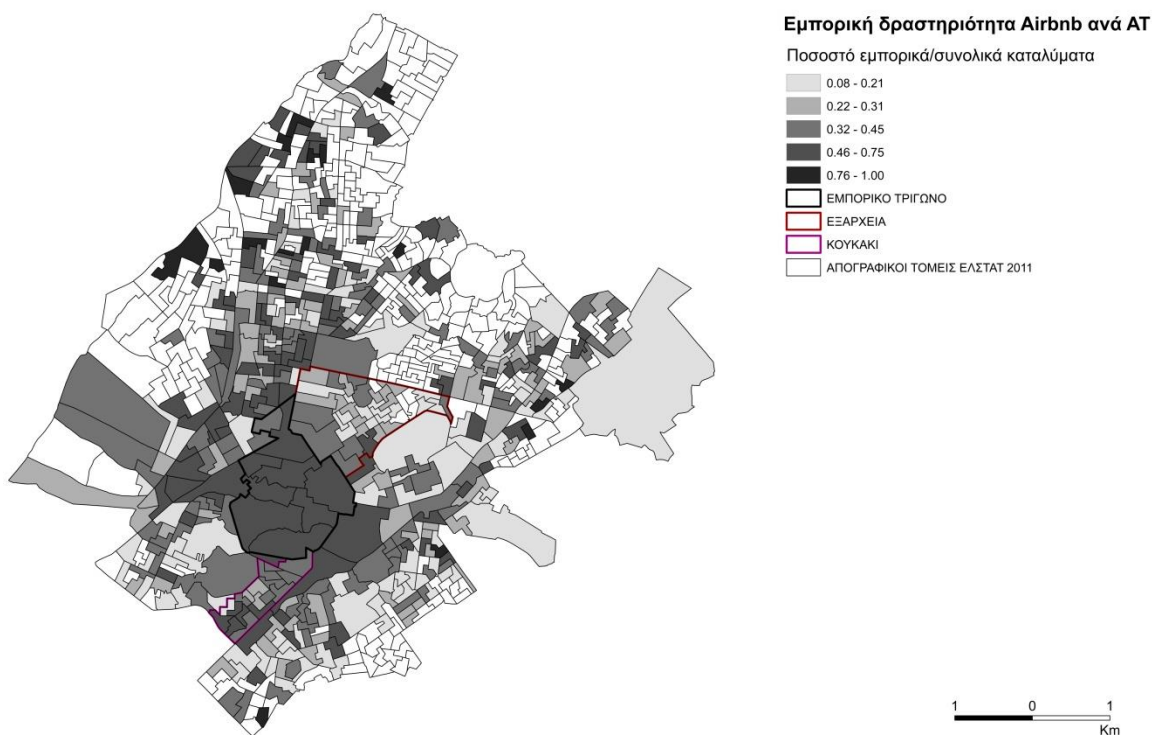 Εμπορική δραστηριότητα Airbnb ανά ΑΤ
Ποσοστό εμπορικά/συνολικά καταλύματα
0.08 - 0.21
0.22 - 0.31
0.32 - 0.45
0.46 - 0.75
0.76 - 1.00
ΕΜΠΟΡΙΚΟ ΤΡΙΓΩΝΟ
ΕΞΑΡΧΕΙΑ
ΚΟΥΚΑΚΙ
ΑΠΟΓΡΑΦΙΚΟΙ ΤΟΜΕΙΣ ΕΛΣΤΑΤ 2011
1 0 1
Km